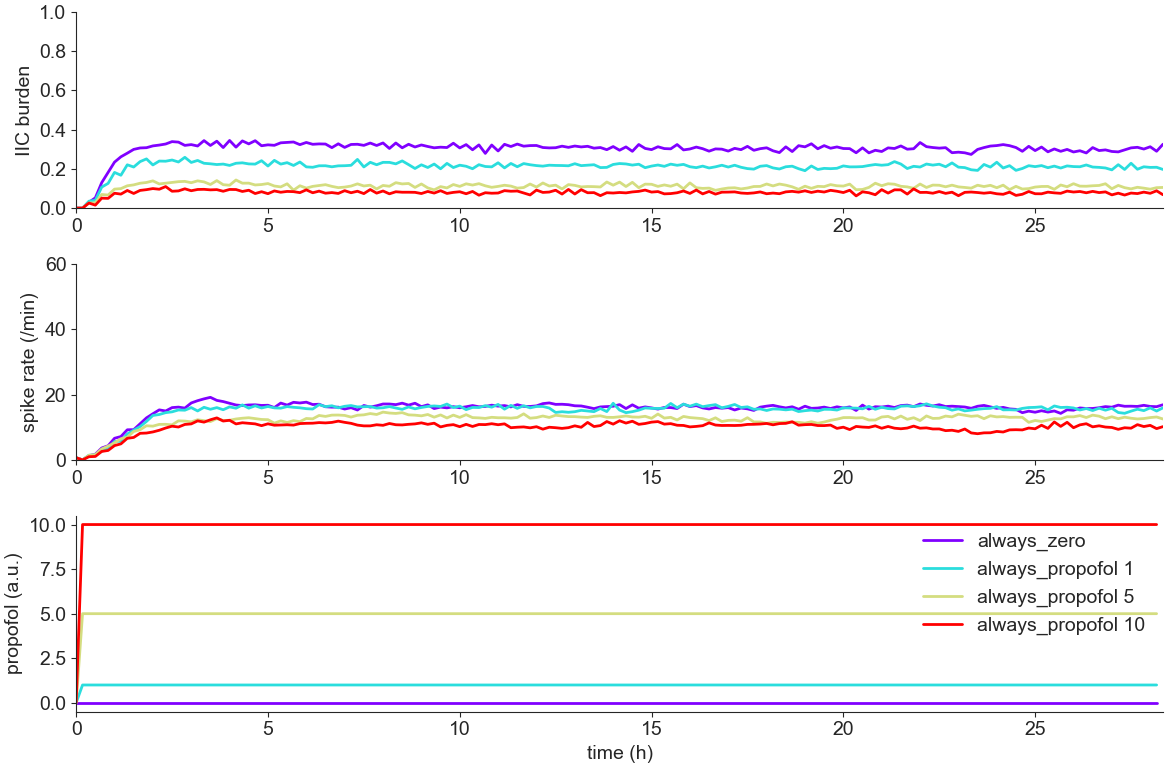 IIC burden
1.0
0.8
0.6
0.4
0.2
0.0
0 5 10 15 20 25
spike rate (/min)
60
40
20
0
0 5 10 15 20 25
propofol (a.u.)
10.0
7.5
5.0
2.5
0.0
always_zero
always_propofol 1
always_propofol 5
always_propofol 10
0 5 10 15 20 25
time (h)